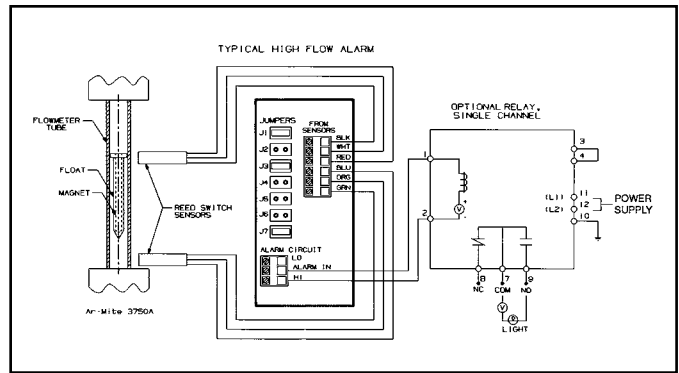 TYPICAL HIGH FLOW ALARM
FLOWMETER
TUBE
FLOAT
MAGNET
REED SWITCH
SENSORS
Ar-Mite 3750A
JUMPERS
J1
J2
J3
J4
J5
J6
J7
FROM
SENSORS
BLK
WHT
RED
BLU
ORG
GRN
ALARM CIRCUIT
LO
ALARM IN
HI
OPTIONAL RELAY,
SINGLE CHANNEL
1
2
V
+
-
3
4
(L1) 11
(L2) 12
10
POWER
SUPPLY
8 7 9
NC COM NO
V
R
LIGHT